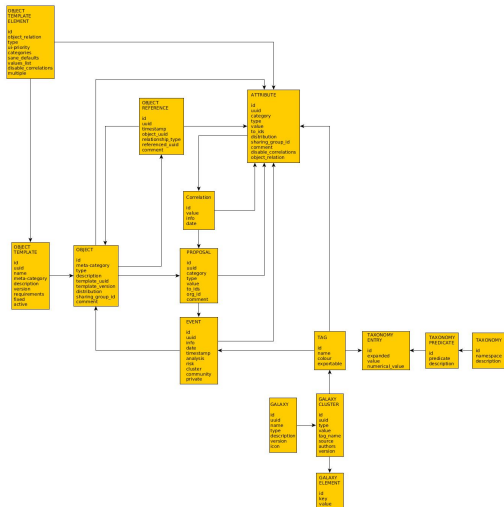 OBJECT
TEMPLATE
ELEMENT
id
object_relation
type
ui-priority
categories
sane_defaults
values_list
disable_correlations
multiple
OBJECT
REFERENCE
id
uuid
timestamp
object_uuid
relationship_type
referenced_uuid
comment
ATTRIBUTE
id
uuid
category
type
value
to_ids
distribution
sharing_group_id
comment
disable_correlations
object_relation
Correlation
id
value
info
date
OBJECT
TEMPLATE
id
uuid
name
meta-category
description
version
requirements
fixed
active
OBJECT
id
meta-category
type
description
template_uuid
template_version
distribution
sharing_group_id
comment
PROPOSAL
id
uuid
category
type
value
to_ids
org_id
comment
EVENT
id
uuid
info
date
timestamp
analysis
risk
cluster
community
private
TAG
id
name
colour
exportable
TAXONOMY
ENTRY
id
expanded
value
numerical_value
TAXONOMY
PREDICATE
id
predicate
description
TAXONOMY
id
namespace
description
GALAXY
id
uuid
name
type
description
version
icon
GALAXY
CLUSTER
id
uuid
type
value
tag_name
source
authors
version
GALAXY
ELEMENT
id
key
value